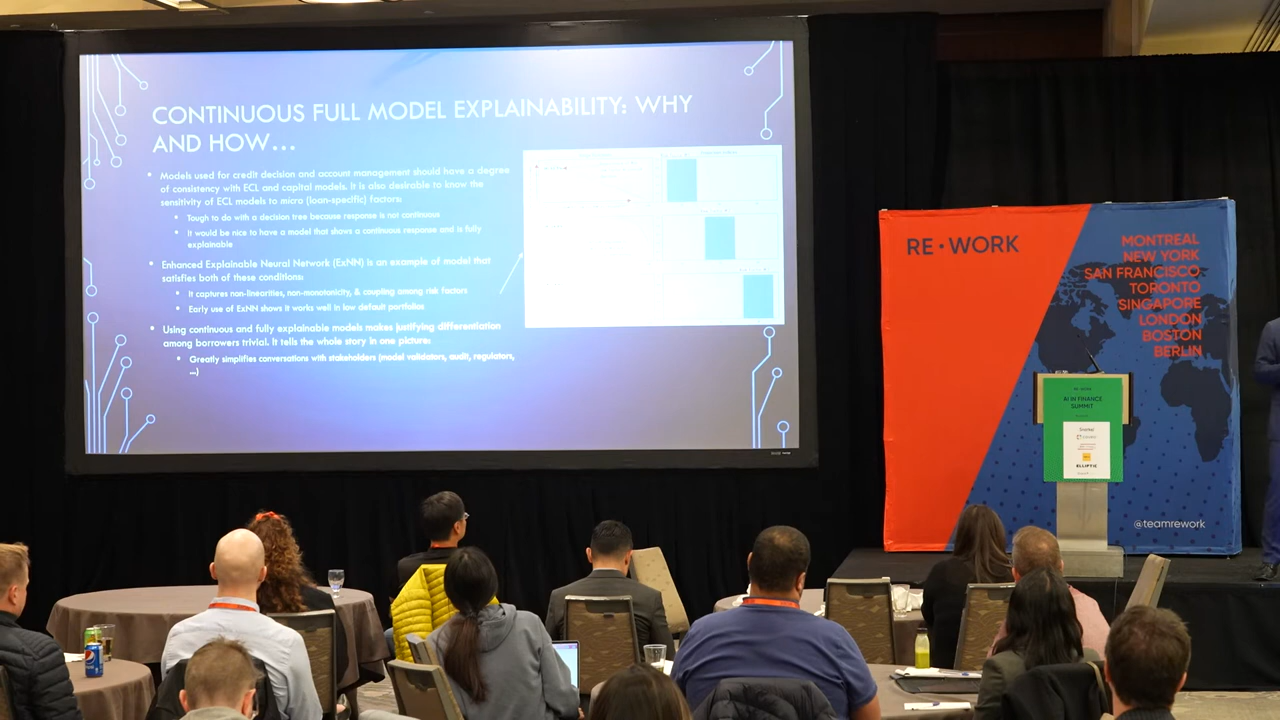 CONTINUOUS FULL MODEL EXPLAINABILITY: WHY
AND HOW...
• Models used for credit decision and account management should have a degree
of consistency with ECL and capital models. It is also desirable to know the
sensitivity of ECL models to micro (loan-specific) factors:
• Tough to do with a decision tree because response is not continuous
• It would be nice to have a model that shows a continuous response and is fully
explainable
• Enhanced Explainable Neural Network (ExNN) is an example of model that
satisfies both of these conditions:
• It captures non-linearities, non-monotonicity, & coupling among risk factors
• Early use of ExNN shows it works well in low default portfolios
• Using continuous and fully explainable models makes justifying differentiation
among borrowers trivial. It tells the whole story in one picture:
• Greatly simplifies conversations with stakeholders (model validators, audit, regulators,
...)
RE•WORK
MONTREAL
NEW YORK
SAN FRANCISCO
TORONTO
SINGAPORE
LONDON
BOSTON
BERLIN
RE•WORK
AI IN FINANCE
SUMMIT
ELLIPTIC
@teamrework